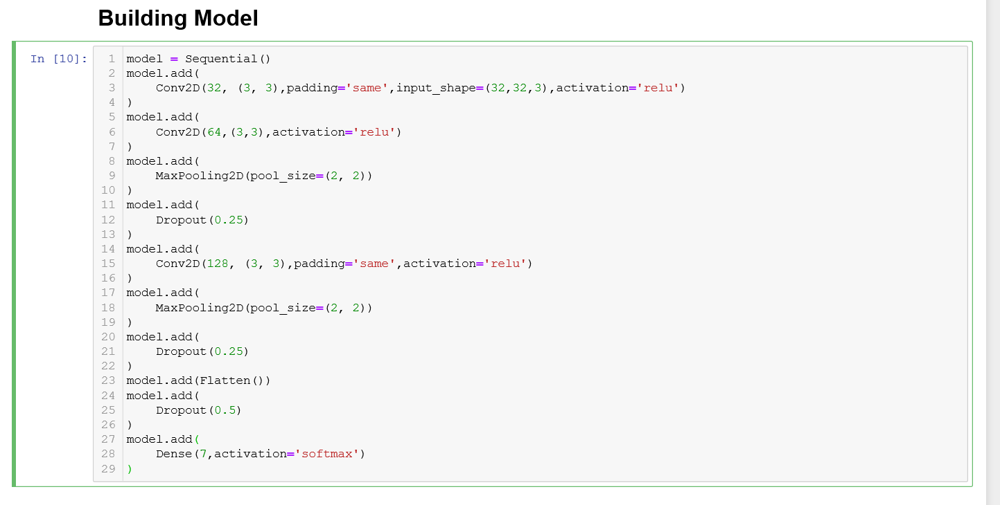 Building Model
In [10]:
1 model = Sequential()
2 model.add(
3     Conv2D(32, (3, 3),padding='same',input_shape=(32,32,3),activation='relu')
4 )
5 model.add(
6     Conv2D(64,(3,3),activation='relu')
7 )
8 model.add(
9     MaxPooling2D(pool_size=(2, 2))
10 )
11 model.add(
12     Dropout(0.25)
13 )
14 model.add(
15     Conv2D(128, (3, 3),padding='same',activation='relu')
16 )
17 model.add(
18     MaxPooling2D(pool_size=(2, 2))
19 )
20 model.add(
21     Dropout(0.25)
22 )
23 model.add(Flatten())
24 model.add(
25     Dropout(0.5)
26 )
27 model.add(
28     Dense(7,activation='softmax')
29 )